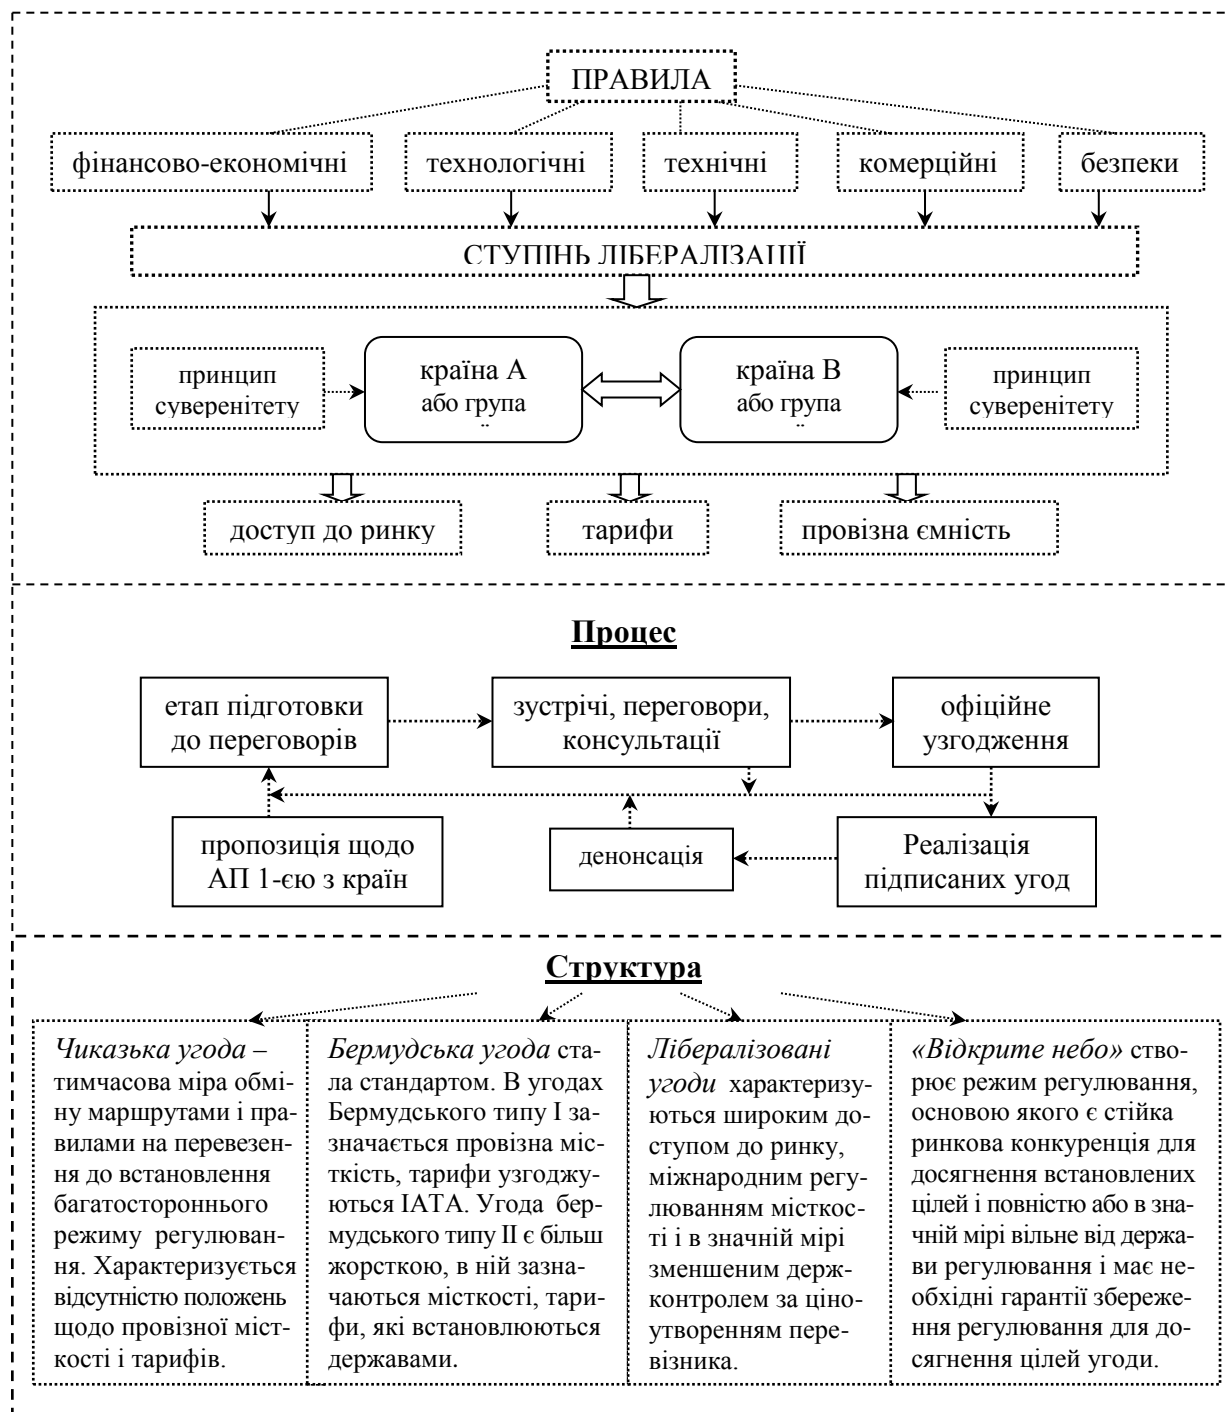 ПРАВИЛА
фінансово-економічні
технологічні
технічні
комерційні
безпеки
СТУПІНЬ ЛІБЕРАЛІЗАЦІЇ
принцип
суверенітету
країна А
або група
країна В
або група
принцип
суверенітету
доступ до ринку
тарифи
провізна ємність
Процес
етап підготовки
до переговорів
зустрічі, переговори,
консультації
офіційне
узгодження
пропозиція щодо
АП 1-єю з країн
денонсація
Реалізація
підписаних угод
Структура
Чиказька угода –
тимчасова міра обмі-
ну маршрутами і пра-
вилами на перевезен-
ня до встановлення
багатостороннього
режиму регулюван-
ня. Характеризується
відсутністю положень
щодо провізної міст-
кості і тарифів.
Бермудська угода ста-
ла стандартом. В угодах
Бермудського типу I за-
значається провізна міс-
ткість, тарифи узгоджу-
ються ІАТА. Угода бер-
мудського типу II є більш
жорсткою, в ній зазна-
чаються місткості, тари-
фи, які встановлюються
державами.
Лібералізовані
угоди характеризу-
ються широким до-
ступом до ринку,
міжнародним регу-
люванням місткос-
ті і в значній мірі
зменшеним держ-
контролем за ціно-
утворенням пере-
візника.
«Відкрите небо» ство-
рює режим регулювання,
основою якого є стійка
ринкова конкуренція для
досягнення встановлених
цілей і повністю або в зна-
чній мірі вільне від держа-
ви регулювання і має не-
обхідні гарантії збереже-
ння регулювання для до-
сягнення цілей угоди.